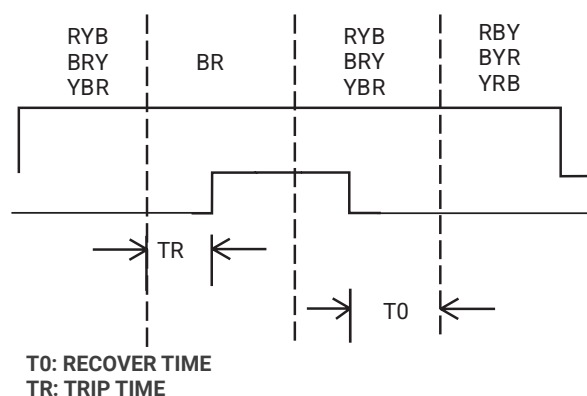 RYB
BRY
YBR
BR
RYB
BRY
YBR
RBY
BYR
YRB
TR
T0
T0: RECOVER TIME
TR: TRIP TIME